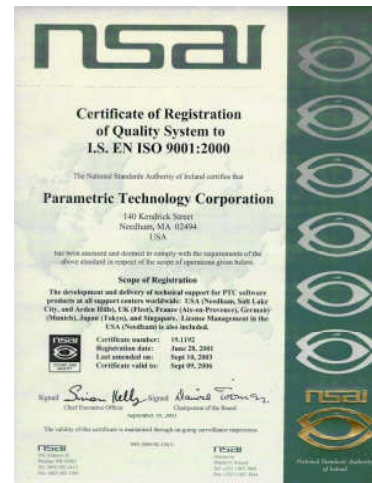 nsai
Certificate of Registration
of Quality System to
I.S. EN ISO 9001:2000
The National Standards Authority of Ireland certifies that
Parametric Technology Corporation
140 Kendrick Street
Needham, MA 02494
USA
has been assessed and deemed to comply with the requirements of the
above standard in respect of the scope of operations given below
Scope of Registration
The development and delivery of technical support for PTC software
products at all support centers worldwide: USA (Needham, Salt Lake
City, and Arden Hills), UK (Fleet), France (Aix-en-Provence), Germany
(Munich), Japan (Tokyo), and Singapore. License Management in the
USA (Needham) is also included.
nsai
Certificate number: 19.1192
Registration date: June 28, 2001
Last amended on: Sept 10, 2003
Certificate valid to: Sept 09, 2006
Signed Signed
Chief Executive Officer Chairperson of the Board
The validity of this certificate is maintained through on-going surveillance inspections
nsai
nsai
nsai
National Standards Authority
of Ireland